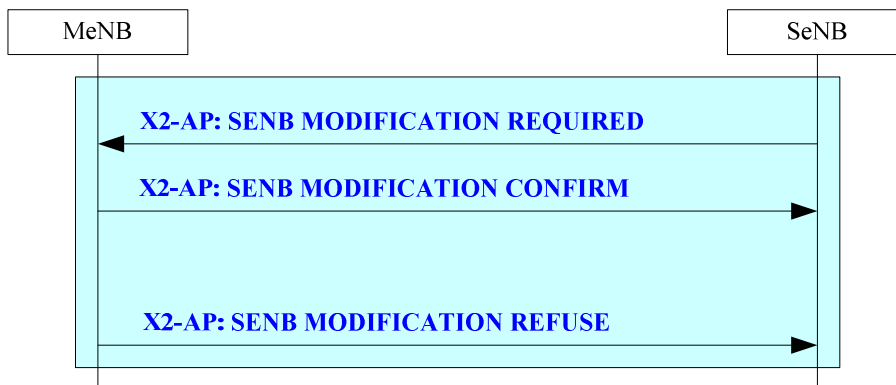 MeNB
SeNB
X2-AP: SENB MODIFICATION REQUIRED
X2-AP: SENB MODIFICATION CONFIRM
X2-AP: SENB MODIFICATION REFUSE